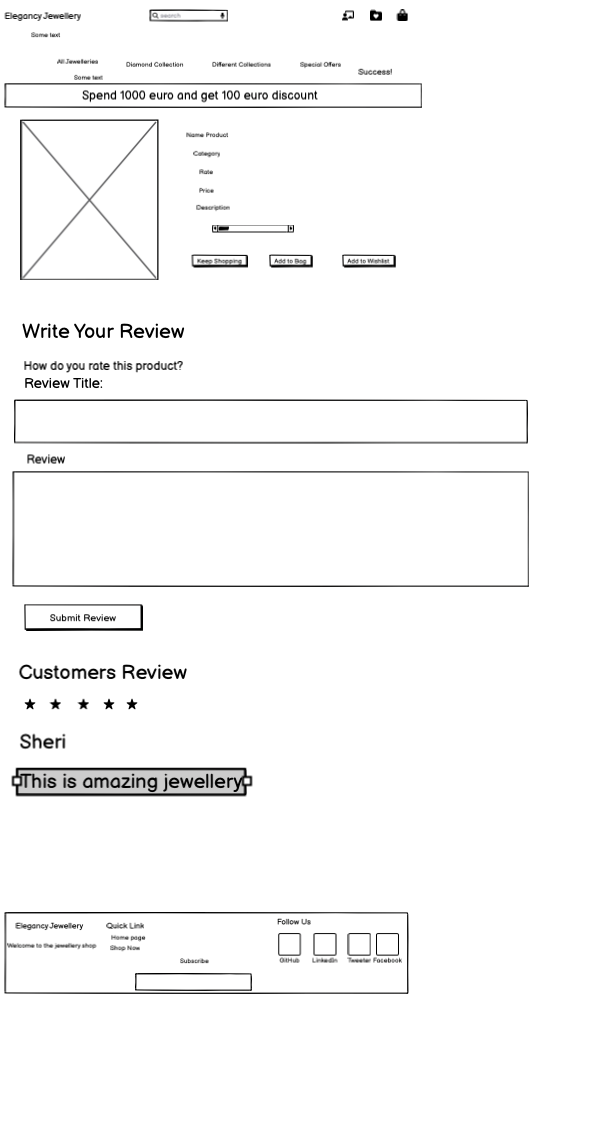 Elegancy Jewellery
search
Some text
All Jewelleries
Diamond Collection
Different Collections
Special Offers
Some text
Success!
Spend 1000 euro and get 100 euro discount
Name Product
Category
Rate
Price
Description
Keep Shopping
Add to Bag
Add to Wishlist
Write Your Review
How do you rate this product?
Review Title:
Review
Submit Review
Customers Review
Sheri
This is amazing jewellery
Elegancy Jewellery
Quick Link
Follow Us
Welcome to the jewellery shop
Home page
Shop Now
Subscribe
GitHub
LinkedIn
Tweeter
Facebook